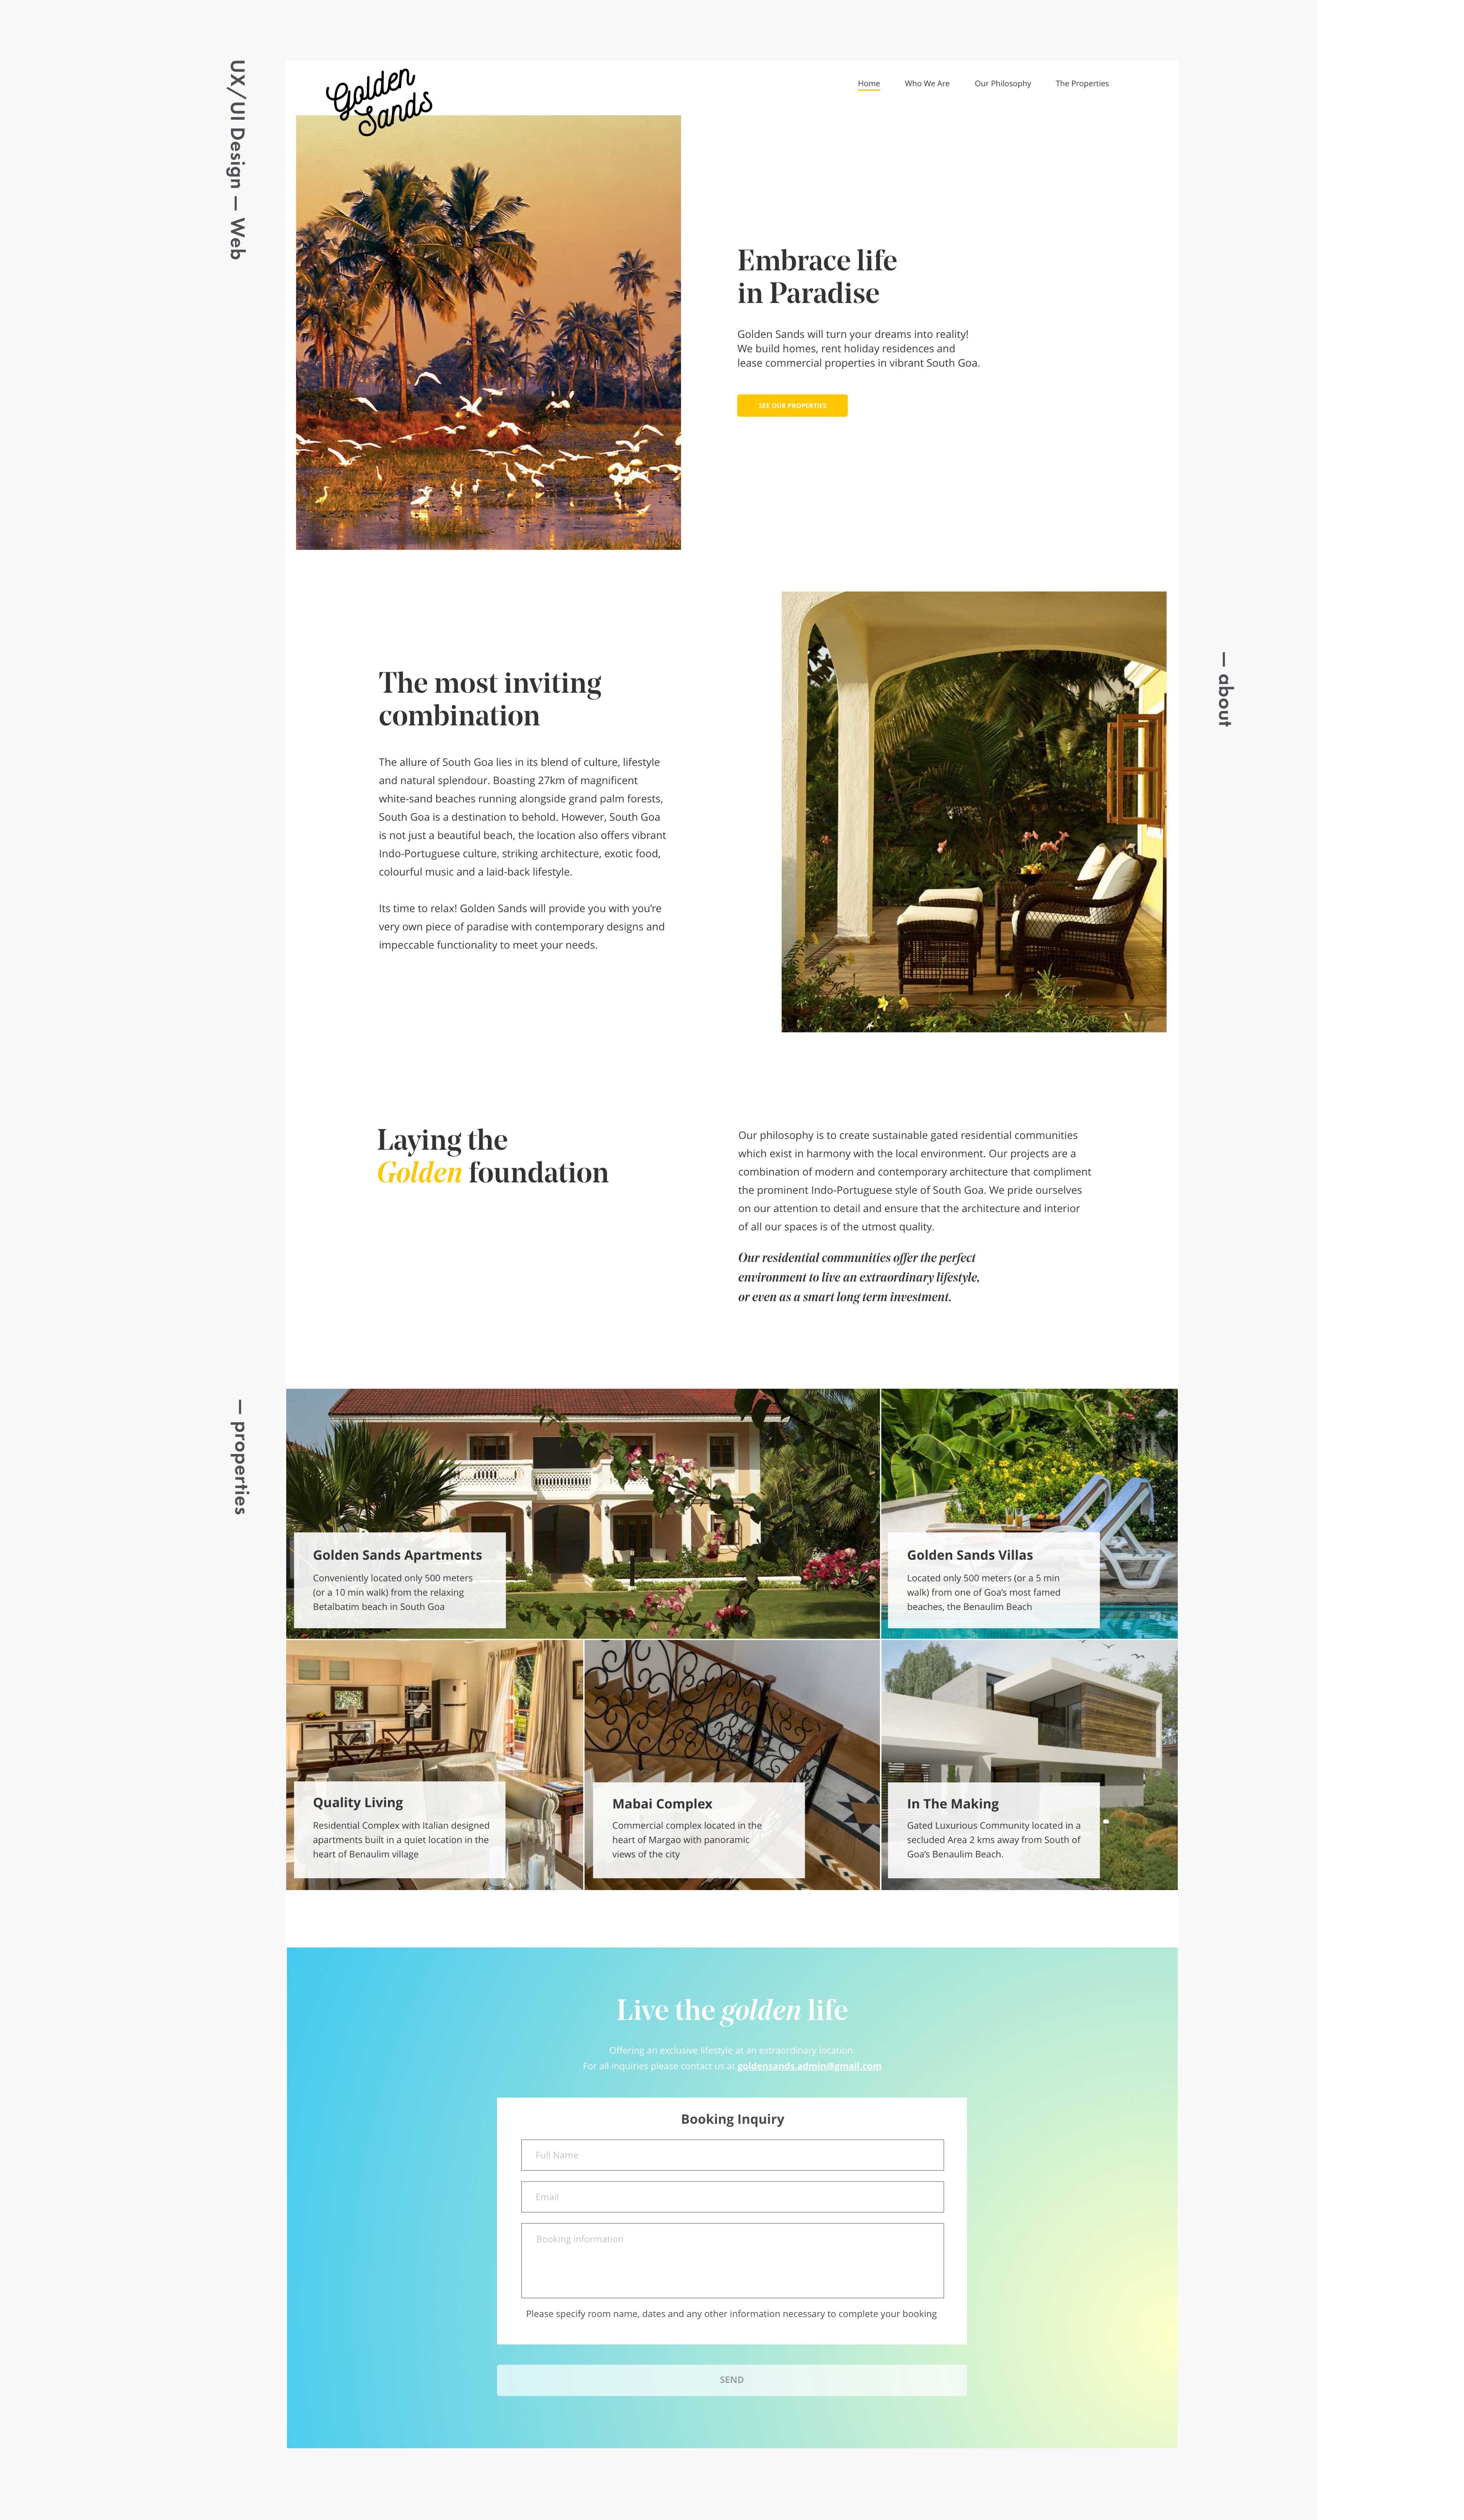 UX/UI Design — Web
Golden
Sands
Home
Who We Are
Our Philosophy
The Properties
Embrace life
in Paradise
Golden Sands will turn your dreams into reality!
We build homes, rent holiday residences and
lease commercial properties in vibrant South Goa.
SEE OUR PROPERTIES
— about
The most inviting
combination
The allure of South Goa lies in its blend of culture, lifestyle
and natural splendour. Boasting 27km of magnificent
white-sand beaches running alongside grand palm forests,
South Goa is a destination to behold. However, South Goa
is not just a beautiful beach, the location also offers vibrant
Indo-Portuguese culture, striking architecture, exotic food,
colourful music and a laid-back lifestyle.
Its time to relax! Golden Sands will provide you with you're
very own piece of paradise with contemporary designs and
impeccable functionality to meet your needs.
Laying the
Golden foundation
Our philosophy is to create sustainable gated residential communities
which exist in harmony with the local environment. Our projects are a
combination of modern and contemporary architecture that compliment
the prominent Indo-Portuguese style of South Goa. We pride ourselves
on our attention to detail and ensure that the architecture and interior
of all our spaces is of the utmost quality.
Our residential communities offer the perfect
environment to live an extraordinary lifestyle,
or even as a smart long term investment.
— properties
Golden Sands Apartments
Conveniently located only 500 meters
(or a 10 min walk) from the relaxing
Betalbatim beach in South Goa
Golden Sands Villas
Located only 500 meters (or a 5 min
walk) from one of Goa's most famed
beaches, the Benaulim Beach
Quality Living
Residential Complex with Italian designed
apartments built in a quiet location in the
heart of Benaulim village
Mabai Complex
Commercial complex located in the
heart of Margao with panoramic
views of the city
In The Making
Gated Luxurious Community located in a
secluded Area 2 kms away from South of
Goa's Benaulim Beach.
Live the golden life
Offering an exclusive lifestyle at an extraordinary location.
For all inquiries please contact us at goldensands.admin@gmail.com
Booking Inquiry
Full Name
Email
Booking information
Please specify room name, dates and any other information necessary to complete your booking
SEND